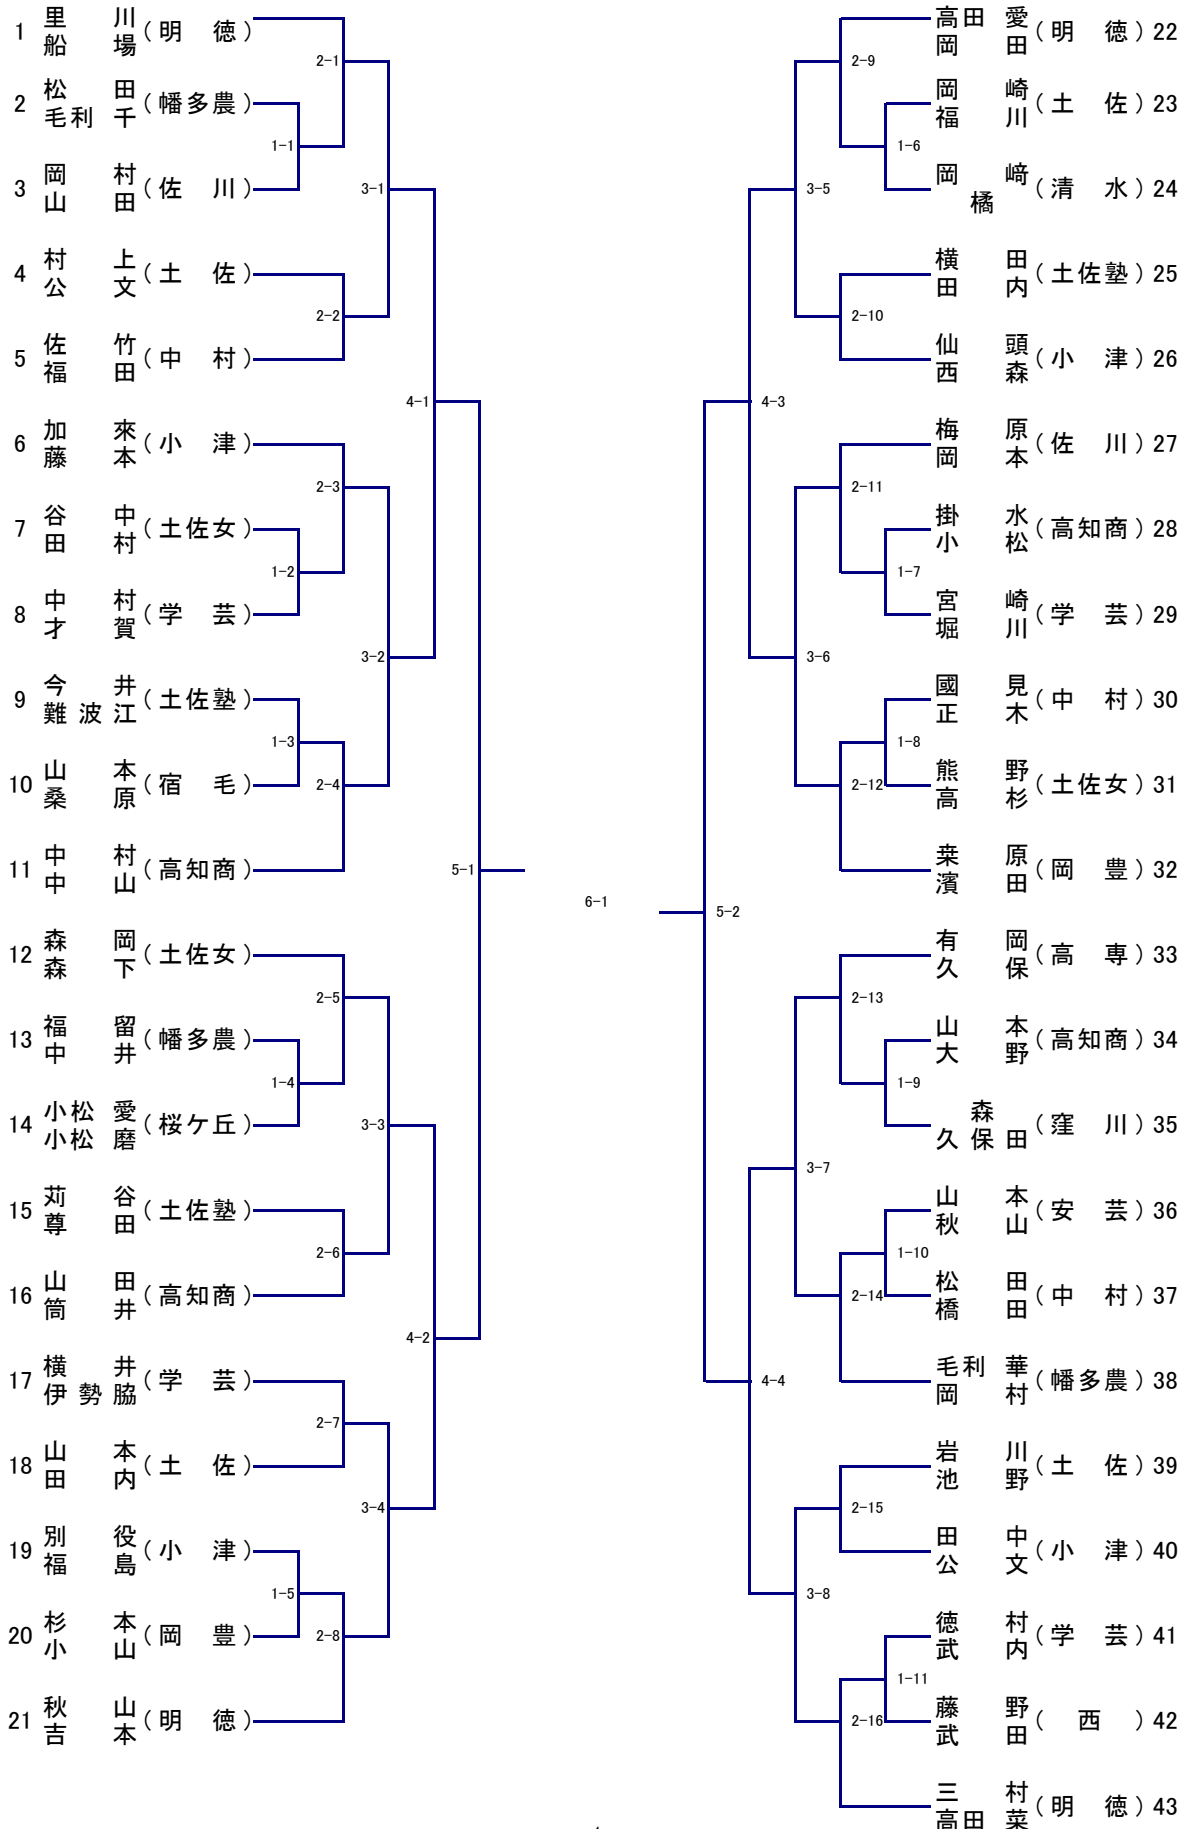 1 里川 船場 (明徳)
2 松田 毛利千 (幡多農)
3 岡村 山田 (佐川)
4 村上 公文 (土佐)
5 佐竹 福田 (中村)
6 加來 藤本 (小津)
7 谷中 田村 (土佐女)
8 中村 才賀 (学芸)
9 今井 難波江 (土佐塾)
10 山本 桑原 (宿毛)
11 中村 中山 (高知商)
12 森岡 森下 (土佐女)
13 福留 中井 (幡多農)
14 小松愛 小松磨 (桜ケ丘)
15 苅谷 尊田 (土佐塾)
16 山田 筒井 (高知商)
17 横井 伊勢脇 (学芸)
18 山本 田内 (土佐)
19 別役 福島 (小津)
20 杉本 小山 (岡豊)
21 秋山 吉本 (明徳)
1-1
1-2
1-3
1-4
1-5
2-1
2-2
2-3
2-4
2-5
2-6
2-7
2-8
3-1
3-2
3-3
3-4
4-1
4-2
5-1
6-1
5-2
4-3
4-4
3-5
3-6
3-7
3-8
2-9
2-10
2-11
2-12
2-13
2-14
2-15
2-16
1-6
1-7
1-8
1-9
1-10
1-11
高田愛 岡田 (明徳) 22
岡崎 福川 (土佐) 23
岡﨑 橘 (清水) 24
横田 田内 (土佐塾) 25
仙頭 西森 (小津) 26
梅原 岡本 (佐川) 27
掛水 小松 (高知商) 28
宮崎 堀川 (学芸) 29
國見 正木 (中村) 30
熊野 高杉 (土佐女) 31
桒原 濱田 (岡豊) 32
有岡 久保 (高専) 33
山本 大野 (高知商) 34
森 久保田 (窪川) 35
山本 秋山 (安芸) 36
松田 橋田 (中村) 37
毛利華 岡村 (幡多農) 38
岩川 池野 (土佐) 39
田中 公文 (小津) 40
徳村 武内 (学芸) 41
藤野 武田 (西) 42
三村 高田菜 (明徳) 43